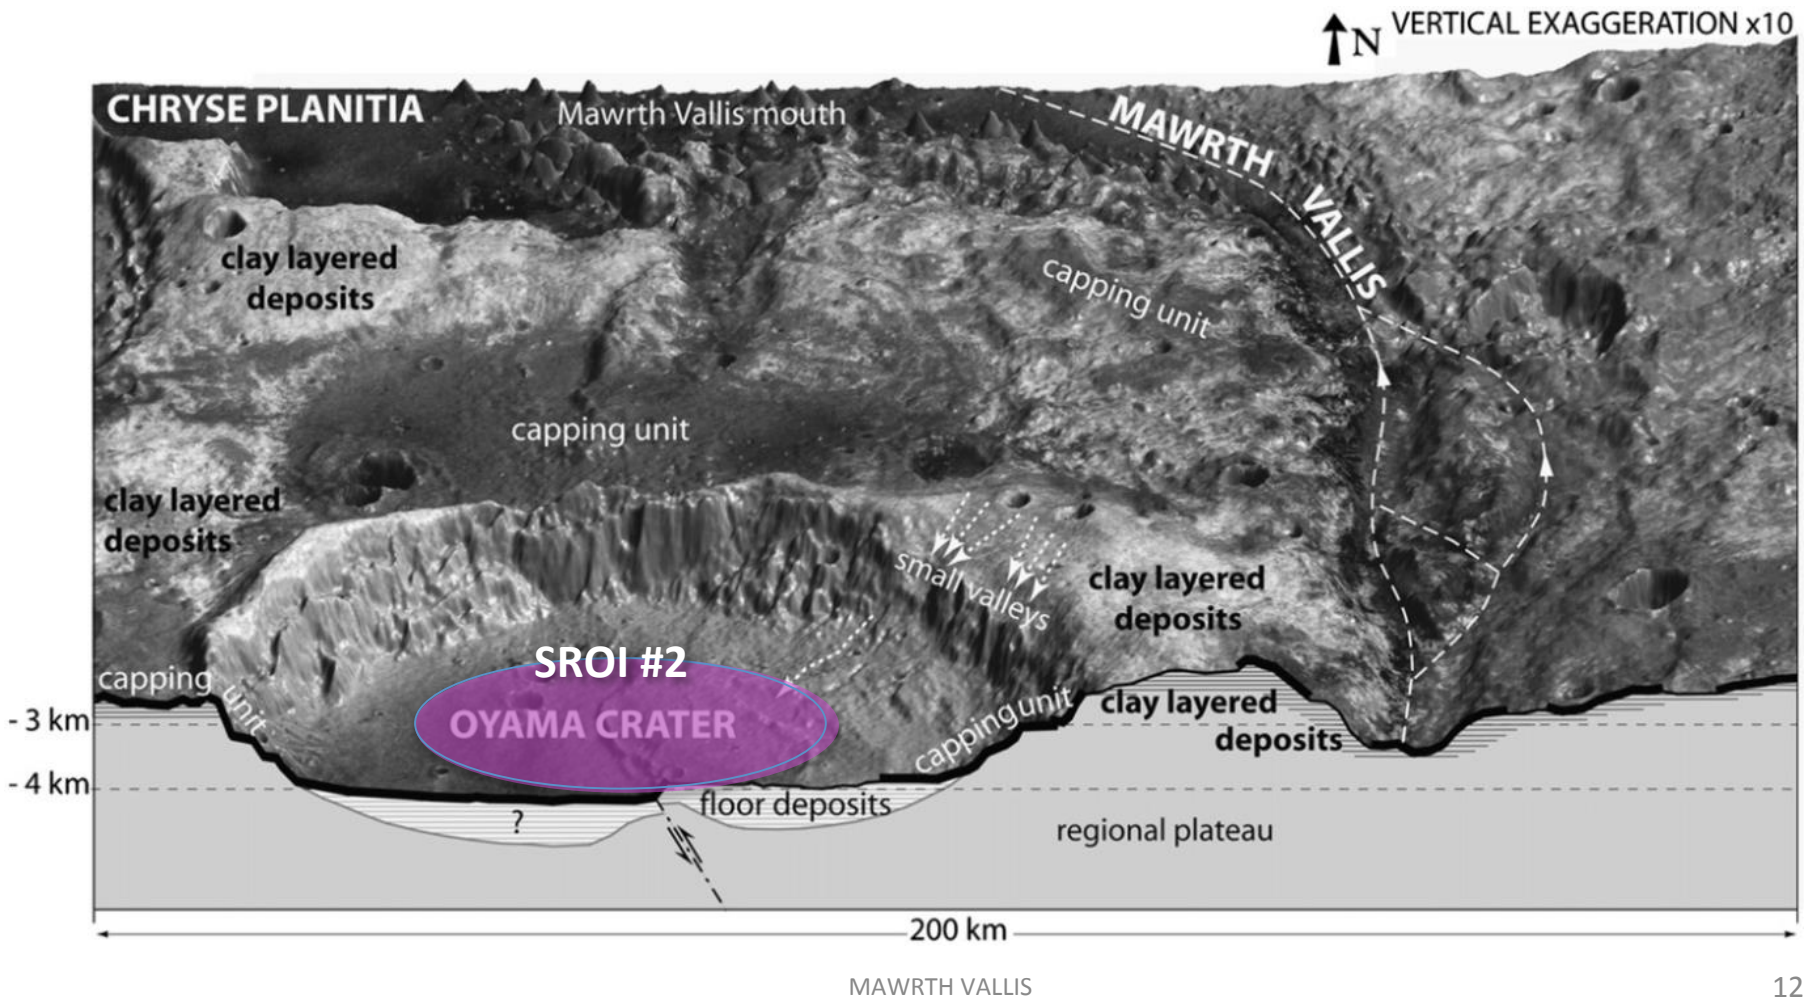 N VERTICAL EXAGGERATION x10
CHRYSE PLANITIA
Mawrth Vallis mouth
MAWRTH
VALLIS
clay layered
deposits
capping unit
capping unit
clay layered
deposits
small valleys
clay layered
deposits
SROI #2
OYAMA CRATER
capping unit
capping unit
clay layered
deposits
- 3 km
- 4 km
?
floor deposits
regional plateau
200 km
MAWRTH VALLIS
12